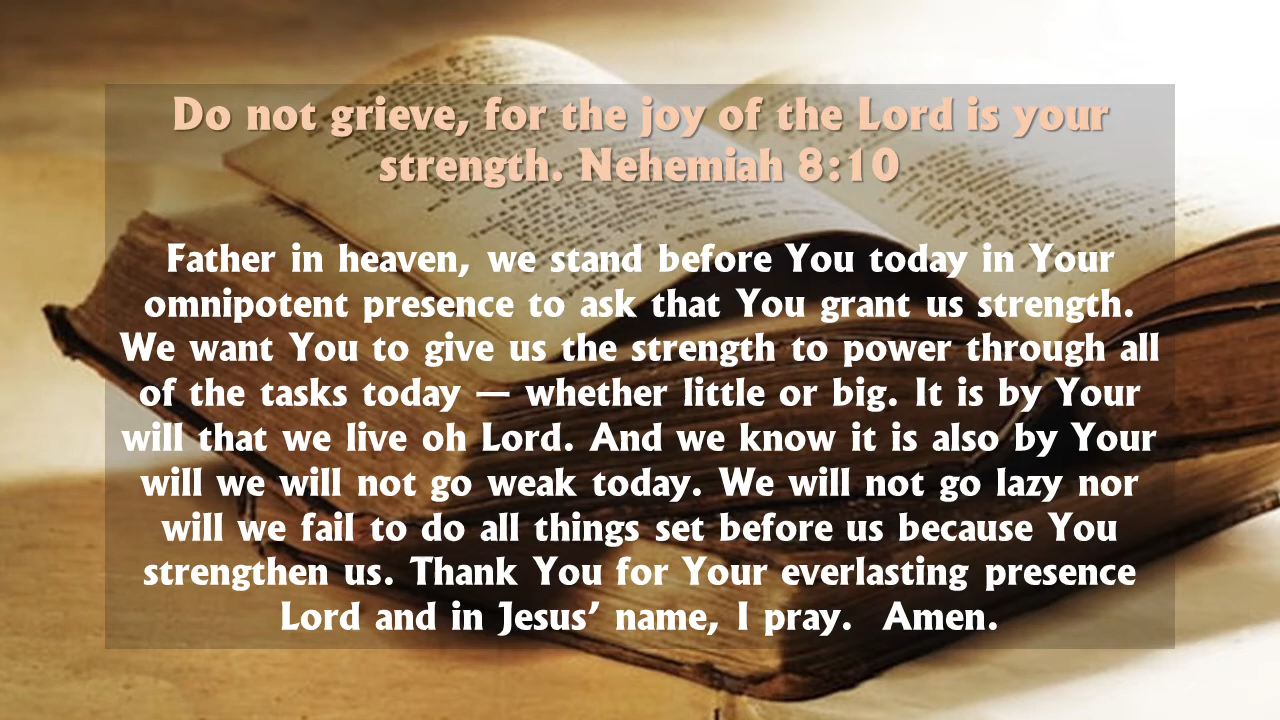 Do not grieve, for the joy of the Lord is your
strength. Nehemiah 8:10
Father in heaven, we stand before You today in Your
omnipotent presence to ask that You grant us strength.
We want You to give us the strength to power through all
of the tasks today — whether little or big. It is by Your
will that we live oh Lord. And we know it is also by Your
will we will not go weak today. We will not go lazy nor
will we fail to do all things set before us because You
strengthen us. Thank You for Your everlasting presence
Lord and in Jesus’ name, I pray.  Amen.